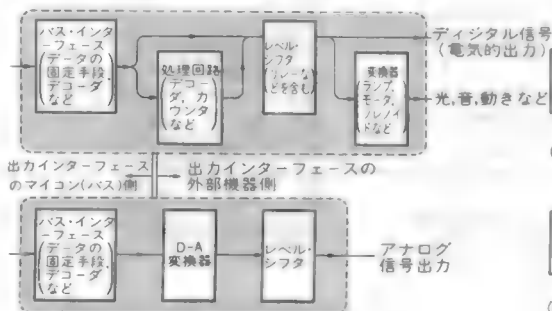 バス・インタ
ーフェース
(データの
固定手段,
デコーダ
など)
処理回路
(デコー
ダ,カ
ウンタ
など)
レベル・
シフタ
(リレーな
どを含む)
変換器
(ランプ,
モータ,
ソレノイ
ドなど)
ディジタル信号
(電気的出力)
光,音,動きなど
出力インターフェース
のマイコン(バス)側
出力インターフェースの
外部機器側
バス・インタ
ーフェース
(データの
固定手段,
デコーダ
など)
D-A
変換器
レベル・
シフタ
アナログ
信号出力